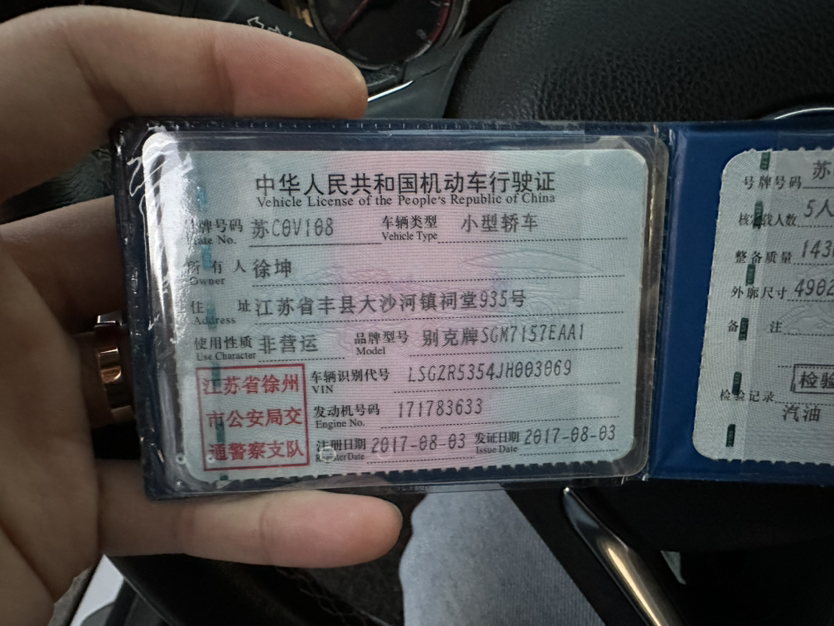 中华人民共和国机动车行驶证
Vehicle License of the People's Republic of China
号牌号码 苏C0V108 车辆类型 小型轿车
Plate No. Vehicle Type
所有人 徐坤
Owner
住址 江苏省丰县大沙河镇祠堂935号
Address
使用性质 非营运 品牌型号 别克牌SGM7157EAA1
Use Character Model
江苏省徐州
市公安局交
通警察支队
车辆识别代号 LSGZR5354JH003069
VIN
发动机号码 171783633
Engine No.
注册日期 2017-08-03 发证日期 2017-08-03
Register Date Issue Date
号牌号码 苏
核定载人数 5人
整备质量 143
外廓尺寸 4902
备注
检验记录 检验
汽油